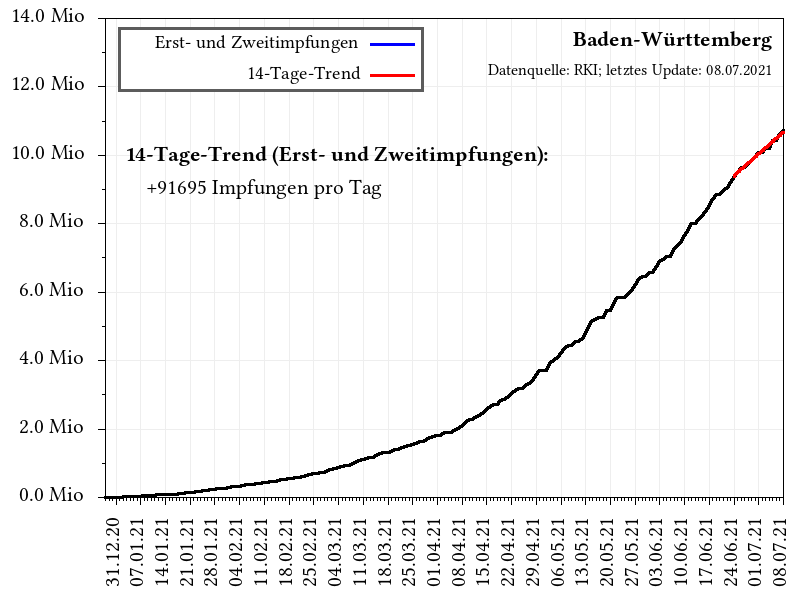 14.0 Mio
12.0 Mio
10.0 Mio
8.0 Mio
6.0 Mio
4.0 Mio
2.0 Mio
0.0 Mio
Erst- und Zweitimpfungen
14-Tage-Trend
Baden-Württemberg
Datenquelle: RKI; letztes Update: 08.07.2021
14-Tage-Trend (Erst- und Zweitimpfungen):
+91695 Impfungen pro Tag
31.12.20
07.01.21
14.01.21
21.01.21
28.01.21
04.02.21
11.02.21
18.02.21
25.02.21
04.03.21
11.03.21
18.03.21
25.03.21
01.04.21
08.04.21
15.04.21
22.04.21
29.04.21
06.05.21
13.05.21
20.05.21
27.05.21
03.06.21
10.06.21
17.06.21
24.06.21
01.07.21
08.07.21